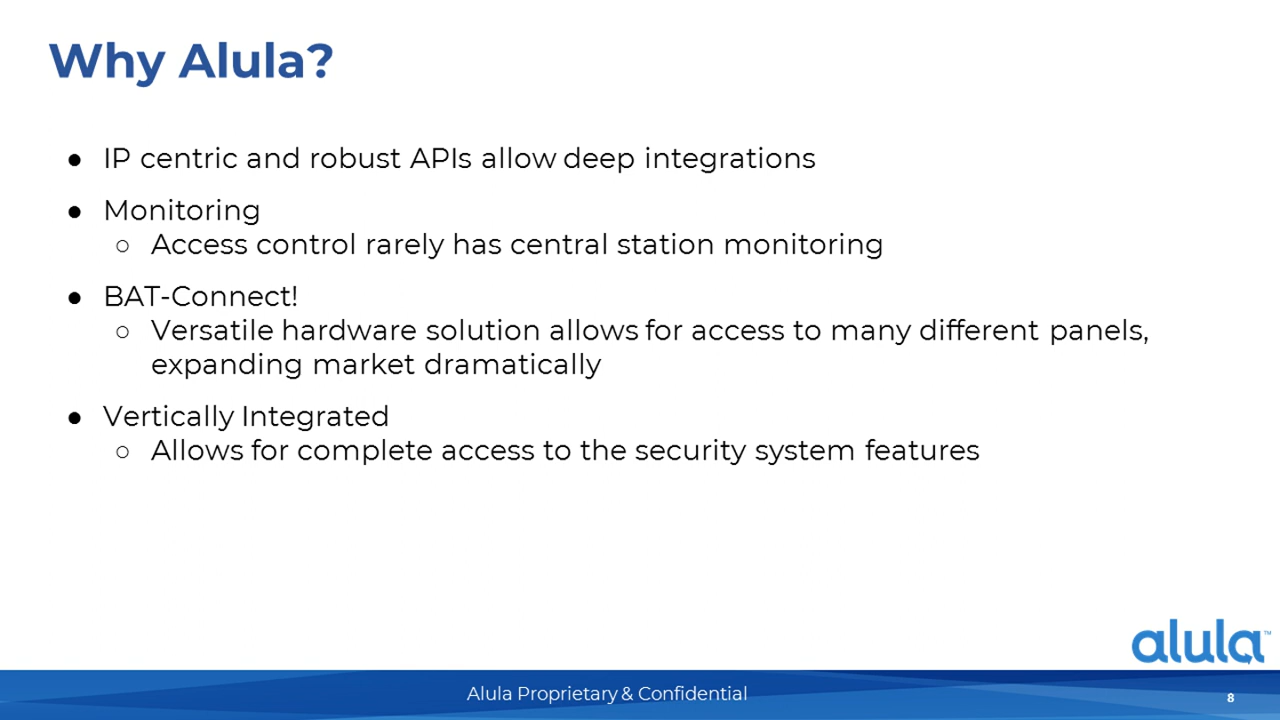 Why Alula?
● IP centric and robust APIs allow deep integrations
● Monitoring
○ Access control rarely has central station monitoring
● BAT-Connect!
○ Versatile hardware solution allows for access to many different panels,
expanding market dramatically
● Vertically Integrated
○ Allows for complete access to the security system features
alula™
Alula Proprietary & Confidential
8